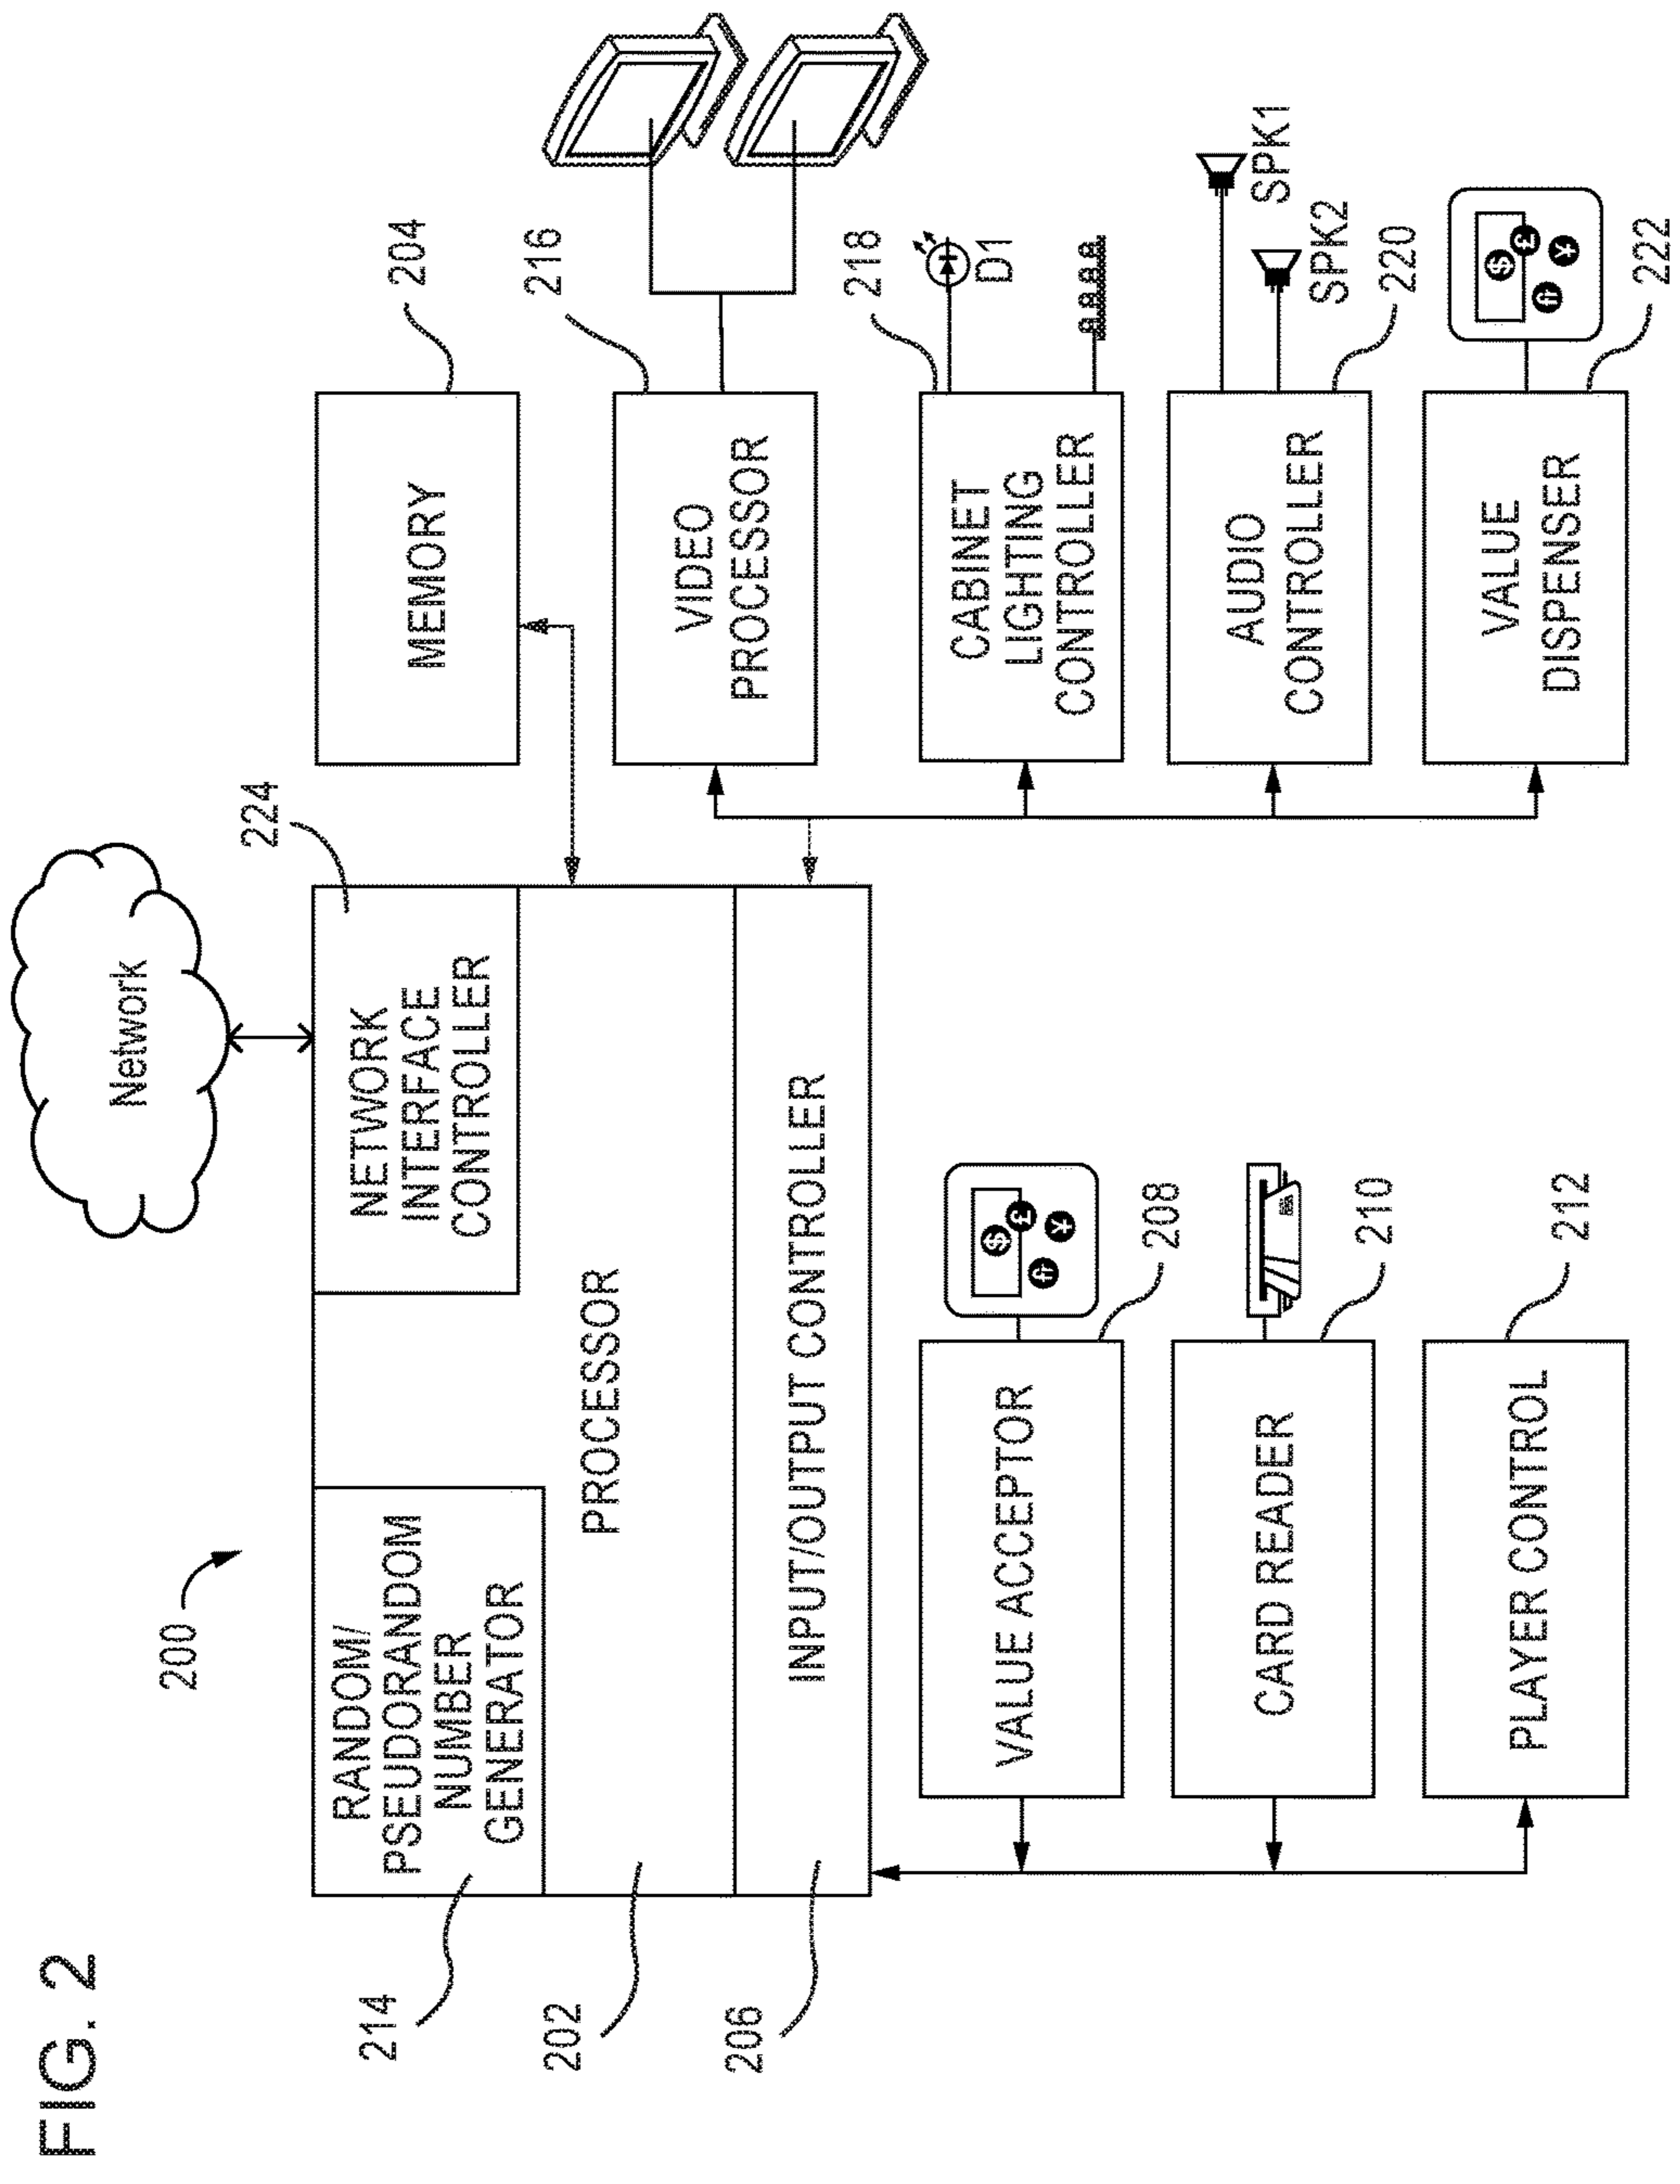 FIG. 2
200
Network
224
204
214
RANDOM/
PSEUDORANDOM
NUMBER
GENERATOR
NETWORK
INTERFACE
CONTROLLER
MEMORY
202
PROCESSOR
216
VIDEO
PROCESSOR
206
INPUT/OUTPUT CONTROLLER
218
CABINET
LIGHTING
CONTROLLER
D1
VALUE ACCEPTOR
$
£
¥
208
CARD READER
210
AUDIO
CONTROLLER
SPK1
SPK2
220
PLAYER CONTROL
212
VALUE
DISPENSER
$
£
¥
222